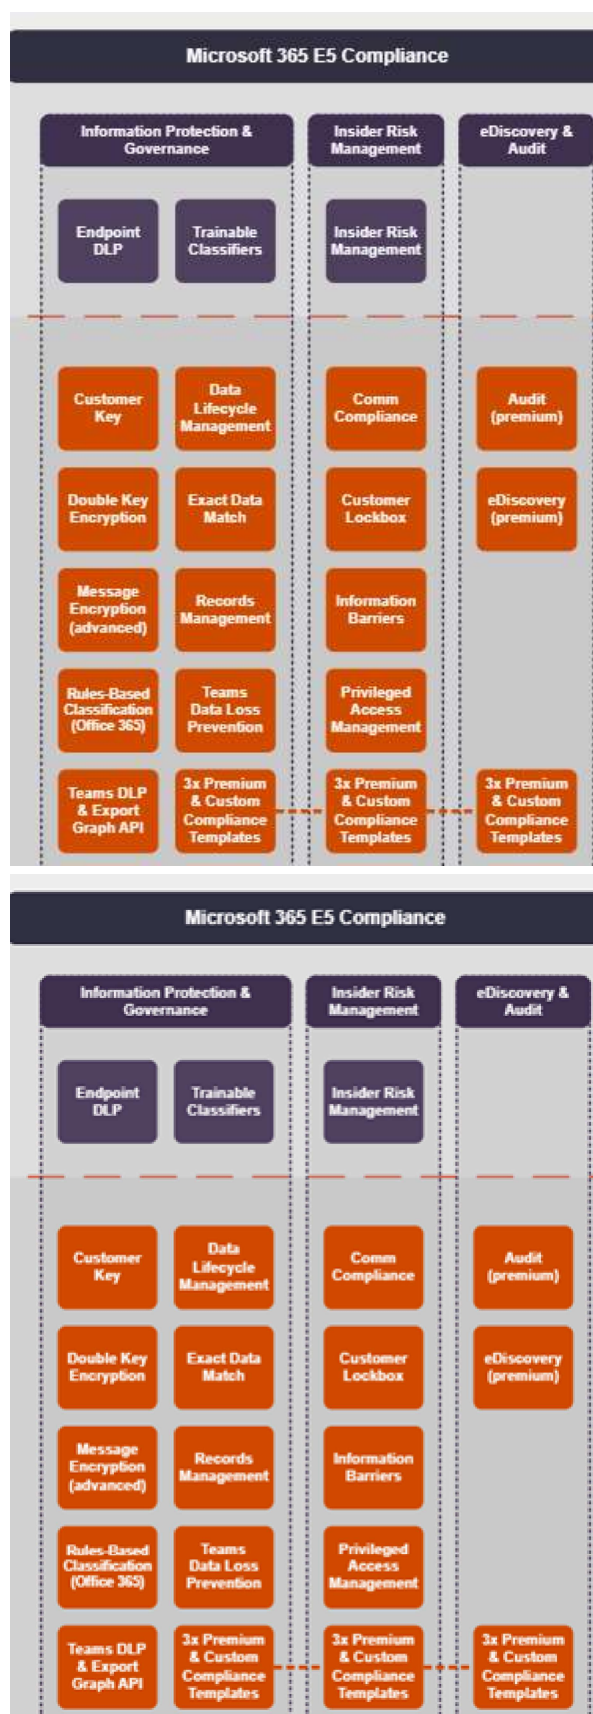 Microsoft 365 E5 Compliance
Information Protection &
Governance
Insider Risk
Management
eDiscovery &
Audit
Endpoint
DLP
Trainable
Classifiers
Insider Risk
Management
Customer
Key
Data
Lifecycle
Management
Comm
Compliance
Audit
(premium)
Double Key
Encryption
Exact Data
Match
Customer
Lockbox
eDiscovery
(premium)
Message
Encryption
(advanced)
Records
Management
Information
Barriers
Rules-Based
Classification
(Office 365)
Teams
Data Loss
Prevention
Privileged
Access
Management
Teams DLP
& Export
Graph API
3x Premium
& Custom
Compliance
Templates
3x Premium
& Custom
Compliance
Templates
3x Premium
& Custom
Compliance
Templates
Microsoft 365 E5 Compliance
Information Protection &
Governance
Insider Risk
Management
eDiscovery &
Audit
Endpoint
DLP
Trainable
Classifiers
Insider Risk
Management
Customer
Key
Data
Lifecycle
Management
Comm
Compliance
Audit
(premium)
Double Key
Encryption
Exact Data
Match
Customer
Lockbox
eDiscovery
(premium)
Message
Encryption
(advanced)
Records
Management
Information
Barriers
Rules-Based
Classification
(Office 365)
Teams
Data Loss
Prevention
Privileged
Access
Management
Teams DLP
& Export
Graph API
3x Premium
& Custom
Compliance
Templates
3x Premium
& Custom
Compliance
Templates
3x Premium
& Custom
Compliance
Templates